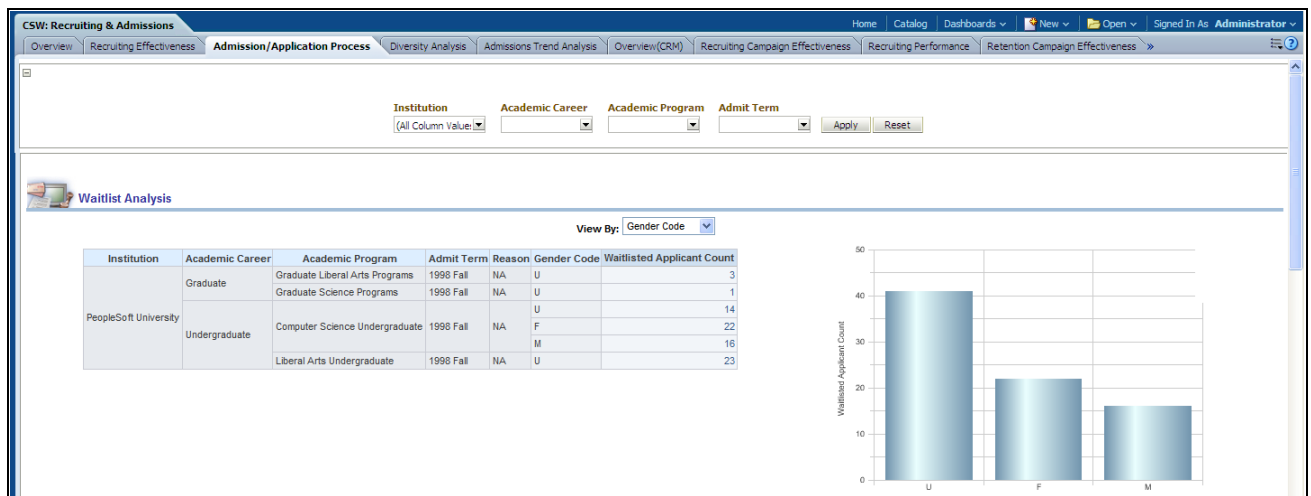 CSW: Recruiting & Admissions
Home Catalog Dashboards New Open Signed In As Administrator
Overview Recruiting Effectiveness Admission/Application Process Diversity Analysis Admissions Trend Analysis Overview(CRM) Recruiting Campaign Effectiveness Recruiting Performance Retention Campaign Effectiveness »
Institution Academic Career Academic Program Admit Term
(All Column Value: Apply Reset
Waitlist Analysis
View By: Gender Code
Institution Academic Career Academic Program Admit Term Reason Gender Code Waitlisted Applicant Count
PeopleSoft University Graduate Graduate Liberal Arts Programs 1998 Fall NA U 3
Graduate Science Programs 1998 Fall NA U 1
Undergraduate Computer Science Undergraduate 1998 Fall NA U 14
F 22
M 16
Liberal Arts Undergraduate 1998 Fall NA U 23
Waitlisted Applicant Count
50
40
30
20
10
0
U F M